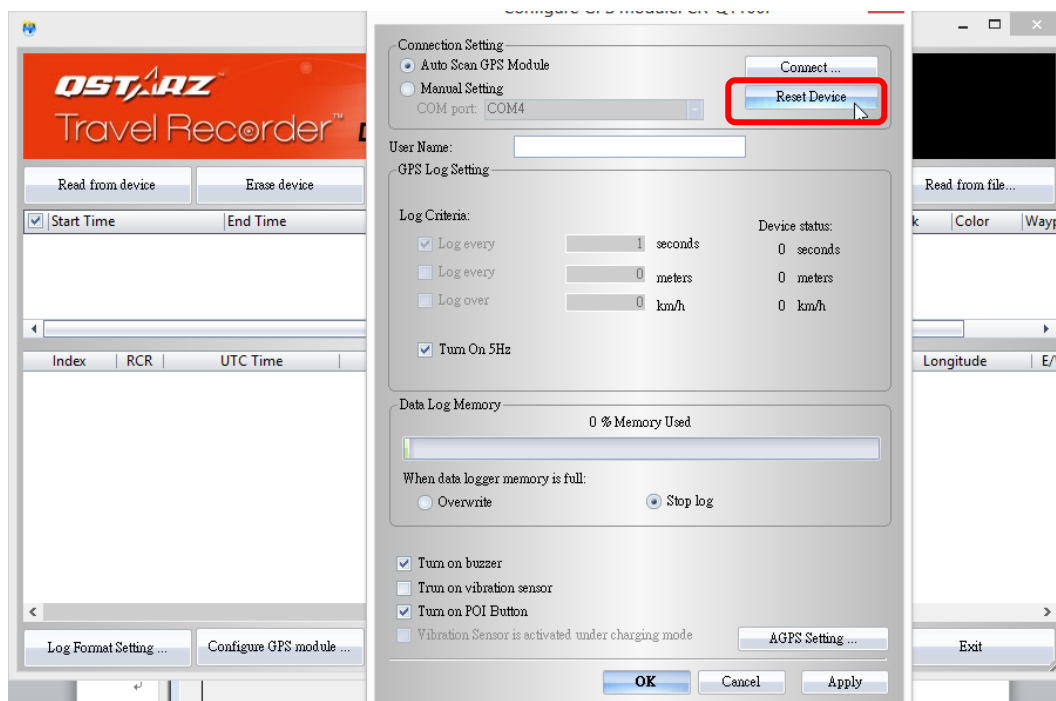 QSTARZ
Travel Recorder™
Read from device
Erase device
Start Time
End Time
Index
RCR
UTC Time
Log Format Setting ...
Configure GPS module ...
Connection Setting
Auto Scan GPS Module
Connect ...
Manual Setting
Reset Device
COM port: COM4
User Name:
GPS Log Setting
Log Criteria:
Device status:
Log every 1 seconds 0 seconds
Log every 0 meters 0 meters
Log over 0 km/h 0 km/h
Turn On 5Hz
Data Log Memory
0 % Memory Used
When data logger memory is full:
Overwrite
Stop log
Turn on buzzer
Trun on vibration sensor
Turn on POI Button
Vibration Sensor is activated under charging mode
AGPS Setting ...
OK
Cancel
Apply
Read from file...
k
Color
Wayp
Longitude
E/
Exit